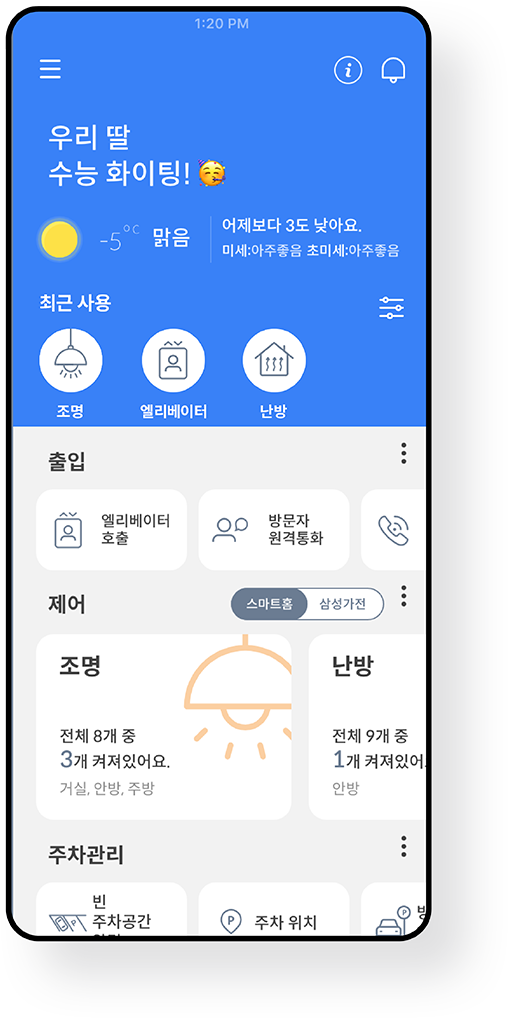 1:20 PM
우리 딸
수능 화이팅! 🥳
-5°C 맑음
어제보다 3도 낮아요.
미세:아주좋음 초미세:아주좋음
최근 사용
조명 엘리베이터 난방
출입
엘리베이터
호출
방문자
원격통화
제어
스마트홈 삼성가전
조명
전체 8개 중
3개 켜져있어요.
거실, 안방, 주방
난방
전체 9개 중
1개 켜져있어
안방
주차관리
빈
주차공간
P 주차 위치
P